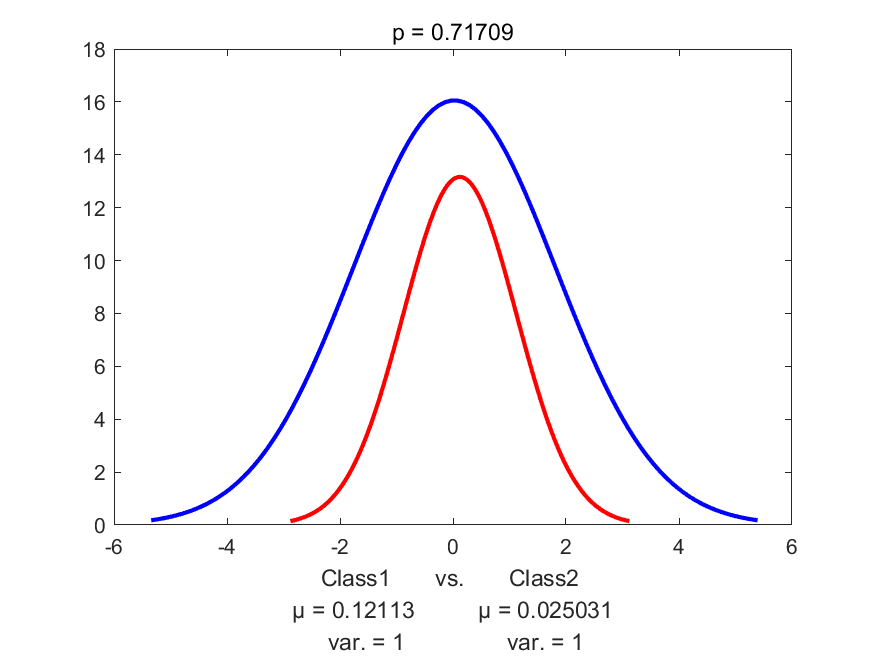 p = 0.71709
18
16
14
12
10
8
6
4
2
0
-6 -4 -2 0 2 4 6
Class1 vs. Class2
μ = 0.12113 μ = 0.025031
var. = 1 var. = 1